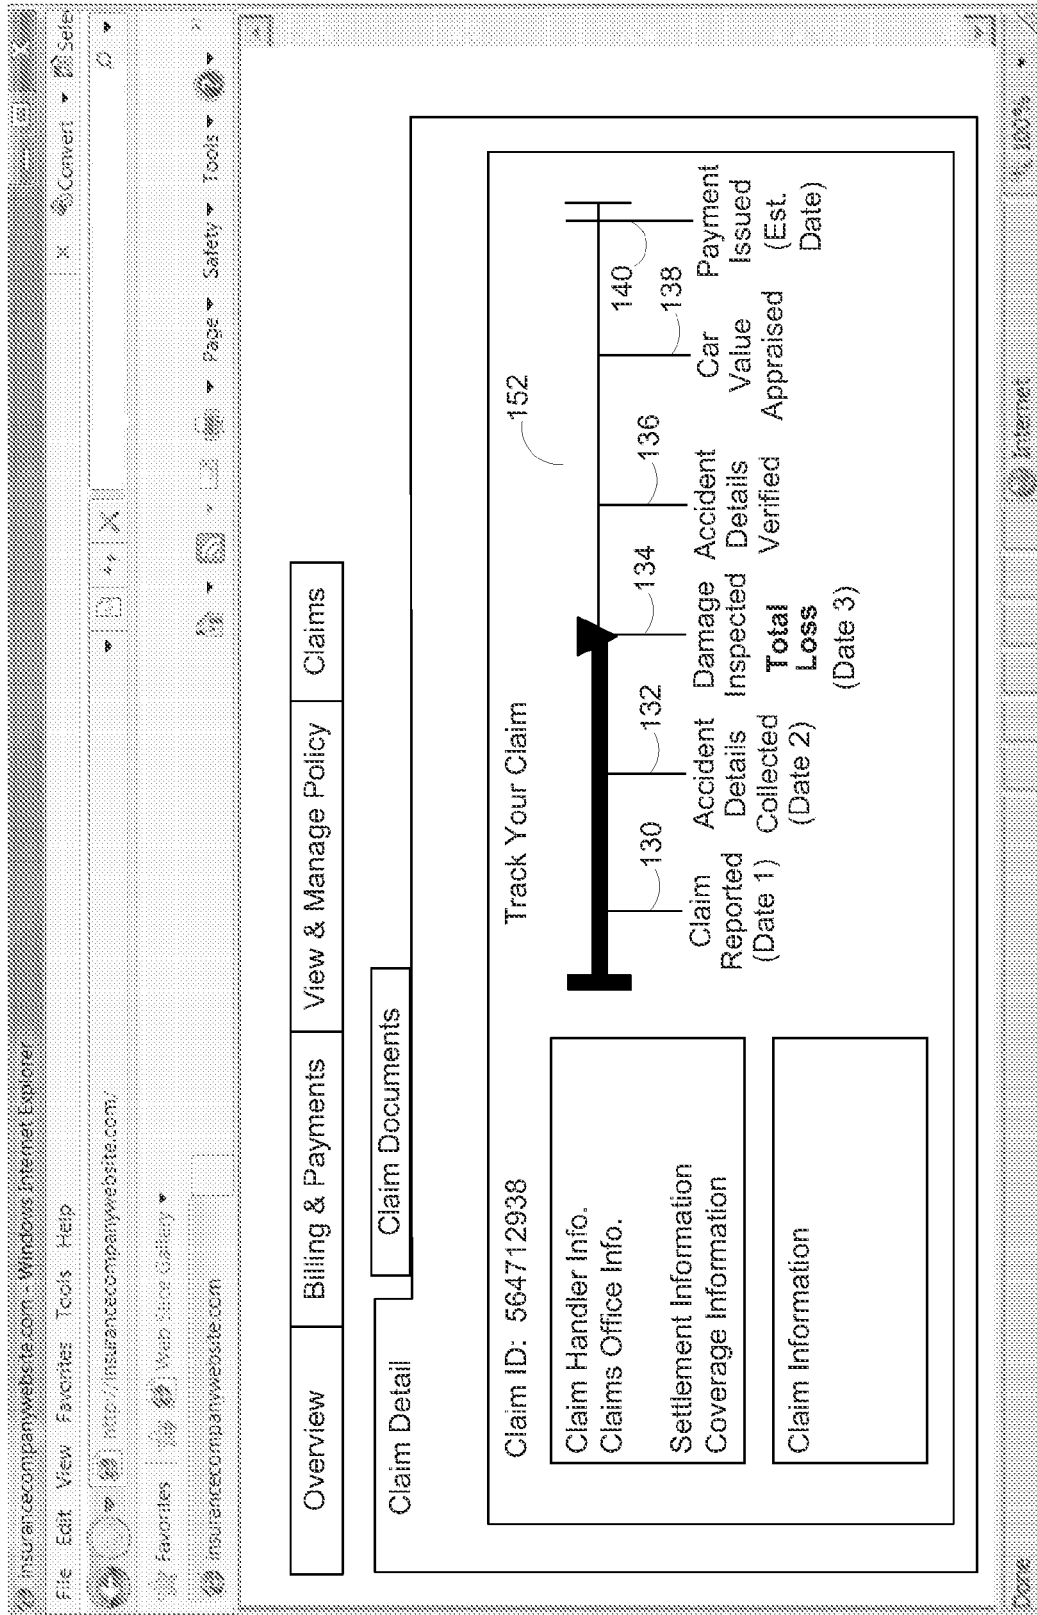 insurancecompanywebsite.com - Windows Internet Explorer
File Edit View Favorites Tools Help
Convert
http://insurancecompanywebsite.com/
Favorites
Web Slice Gallery
insurancecompanywebsite.com
Page Safety Tools
Overview Billing & Payments View & Manage Policy Claims
Claim Detail Claim Documents
Claim ID: 564712938
Claim Handler Info.
Claims Office Info.
Settlement Information
Coverage Information
Claim Information
Track Your Claim
152
130
132
134
136
138
140
Claim
Reported
(Date 1)
Accident
Details
Collected
(Date 2)
Damage
Inspected
Total
Loss
(Date 3)
Accident
Details
Verified
Car
Value
Appraised
Payment
Issued
(Est.
Date)
Done
Internet
100%